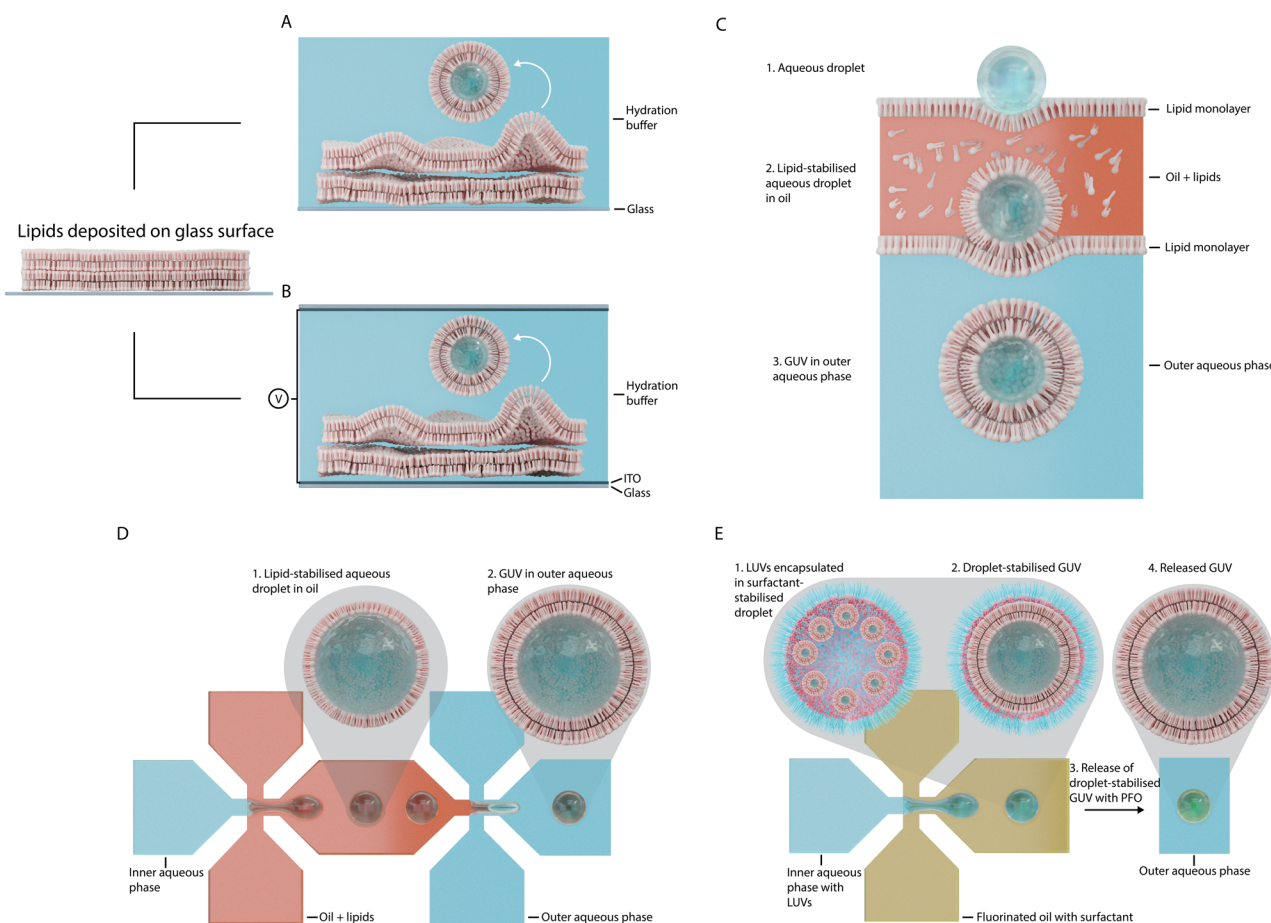 A
Hydration
buffer
Glass
Lipids deposited on glass surface
B
V
Hydration
buffer
ITO
Glass
C
1. Aqueous droplet
Lipid monolayer
2. Lipid-stabilised
aqueous droplet
in oil
Oil + lipids
Lipid monolayer
3. GUV in outer
aqueous phase
Outer aqueous phase
D
1. Lipid-stabilised aqueous
droplet in oil
2. GUV in outer aqueous
phase
Inner aqueous
phase
Oil + lipids
Outer aqueous phase
E
1. LUVs encapsulated
in surfactant-
stabilised
droplet
2. Droplet-stabilised GUV
4. Released GUV
3. Release of
droplet-stabilised
GUV with PFO
Inner aqueous
phase with
LUVs
Outer aqueous phase
Fluorinated oil with surfactant